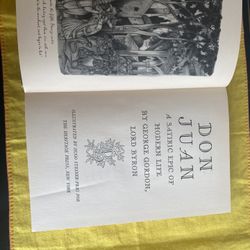 DON
JUAN
A SATIRIC EPIC OF
MODERN LIFE
BY GEORGE GORDON,
LORD BYRON
ILLUSTRATED BY HUGO STEINER-PRAG FOR
THE HERITAGE PRESS, NEW YORK